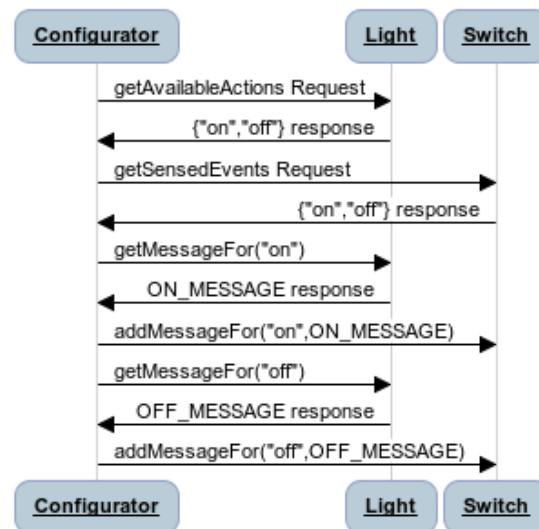 Configurator Light Switch
getAvailableActions Request
{"on","off"} response
getSensedEvents Request
{"on","off"} response
getMessageFor("on")
ON_MESSAGE response
addMessageFor("on",ON_MESSAGE)
getMessageFor("off")
OFF_MESSAGE response
addMessageFor("off",OFF_MESSAGE)
Configurator Light Switch